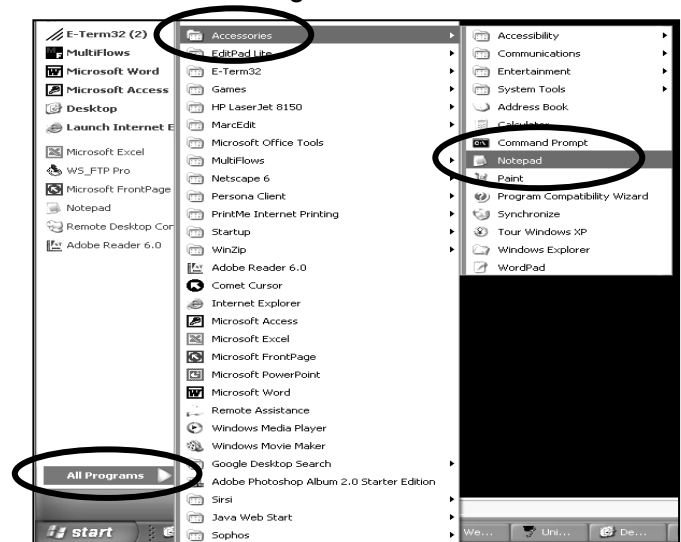 E-Term32 (2)
MultiFlows
Microsoft Word
Microsoft Access
Desktop
Launch Internet E
Microsoft Excel
WS_FTP Pro
Microsoft FrontPage
Notepad
Remote Desktop Con
Adobe Reader 6.0
All Programs
start
Accessories
EditPad Lite
E-Term32
Games
HP LaserJet 8150
MarcEdit
Microsoft Office Tools
MultiFlows
Netscape 6
Persona Client
PrintMe Internet Printing
Startup
WinZip
Adobe Reader 6.0
Comet Cursor
Internet Explorer
Microsoft Access
Microsoft Excel
Microsoft FrontPage
Microsoft PowerPoint
Microsoft Word
Remote Assistance
Windows Media Player
Windows Movie Maker
Google Desktop Search
Adobe Photoshop Album 2.0 Starter Edition
Sirsi
Java Web Start
Sophos
Accessibility
Communications
Entertainment
System Tools
Address Book
Calculator
Command Prompt
Notepad
Paint
Program Compatibility Wizard
Synchronize
Tour Windows XP
Windows Explorer
WordPad
We...
Uni...
De...